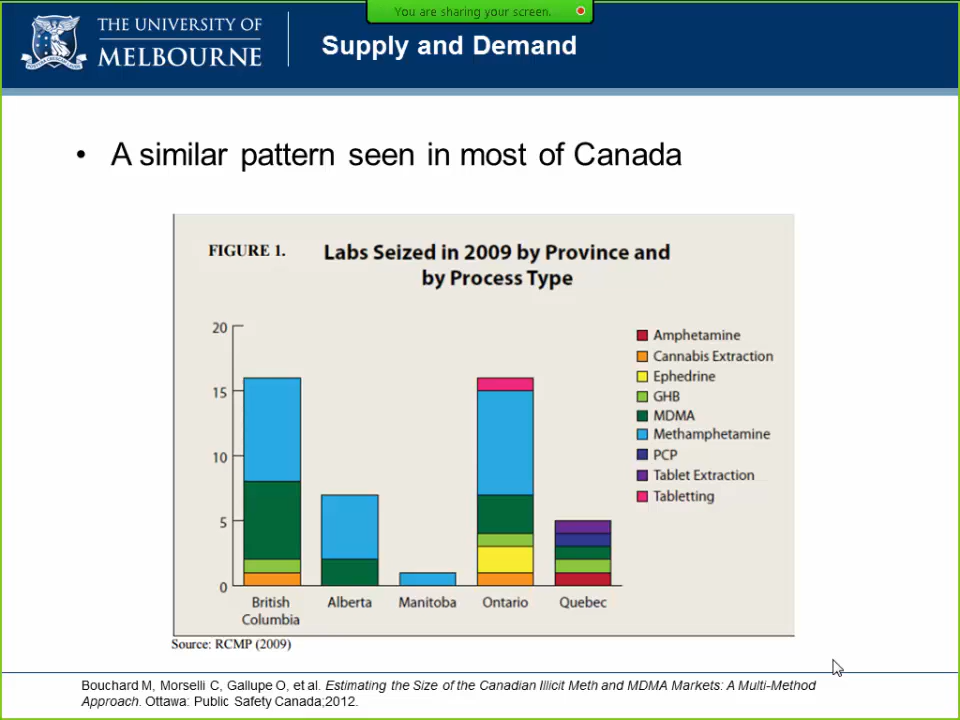 You are sharing your screen.
THE UNIVERSITY OF
MELBOURNE
Supply and Demand
• A similar pattern seen in most of Canada
FIGURE 1.
Labs Seized in 2009 by Province and
by Process Type
20
15
10
5
0
Amphetamine
Cannabis Extraction
Ephedrine
GHB
MDMA
Methamphetamine
PCP
Tablet Extraction
Tabletting
British
Columbia
Alberta
Manitoba
Ontario
Quebec
Source: RCMP (2009)
Bouchard M, Morselli C, Gallupe O, et al. Estimating the Size of the Canadian Illicit Meth and MDMA Markets: A Multi-Method
Approach. Ottawa: Public Safety Canada;2012.